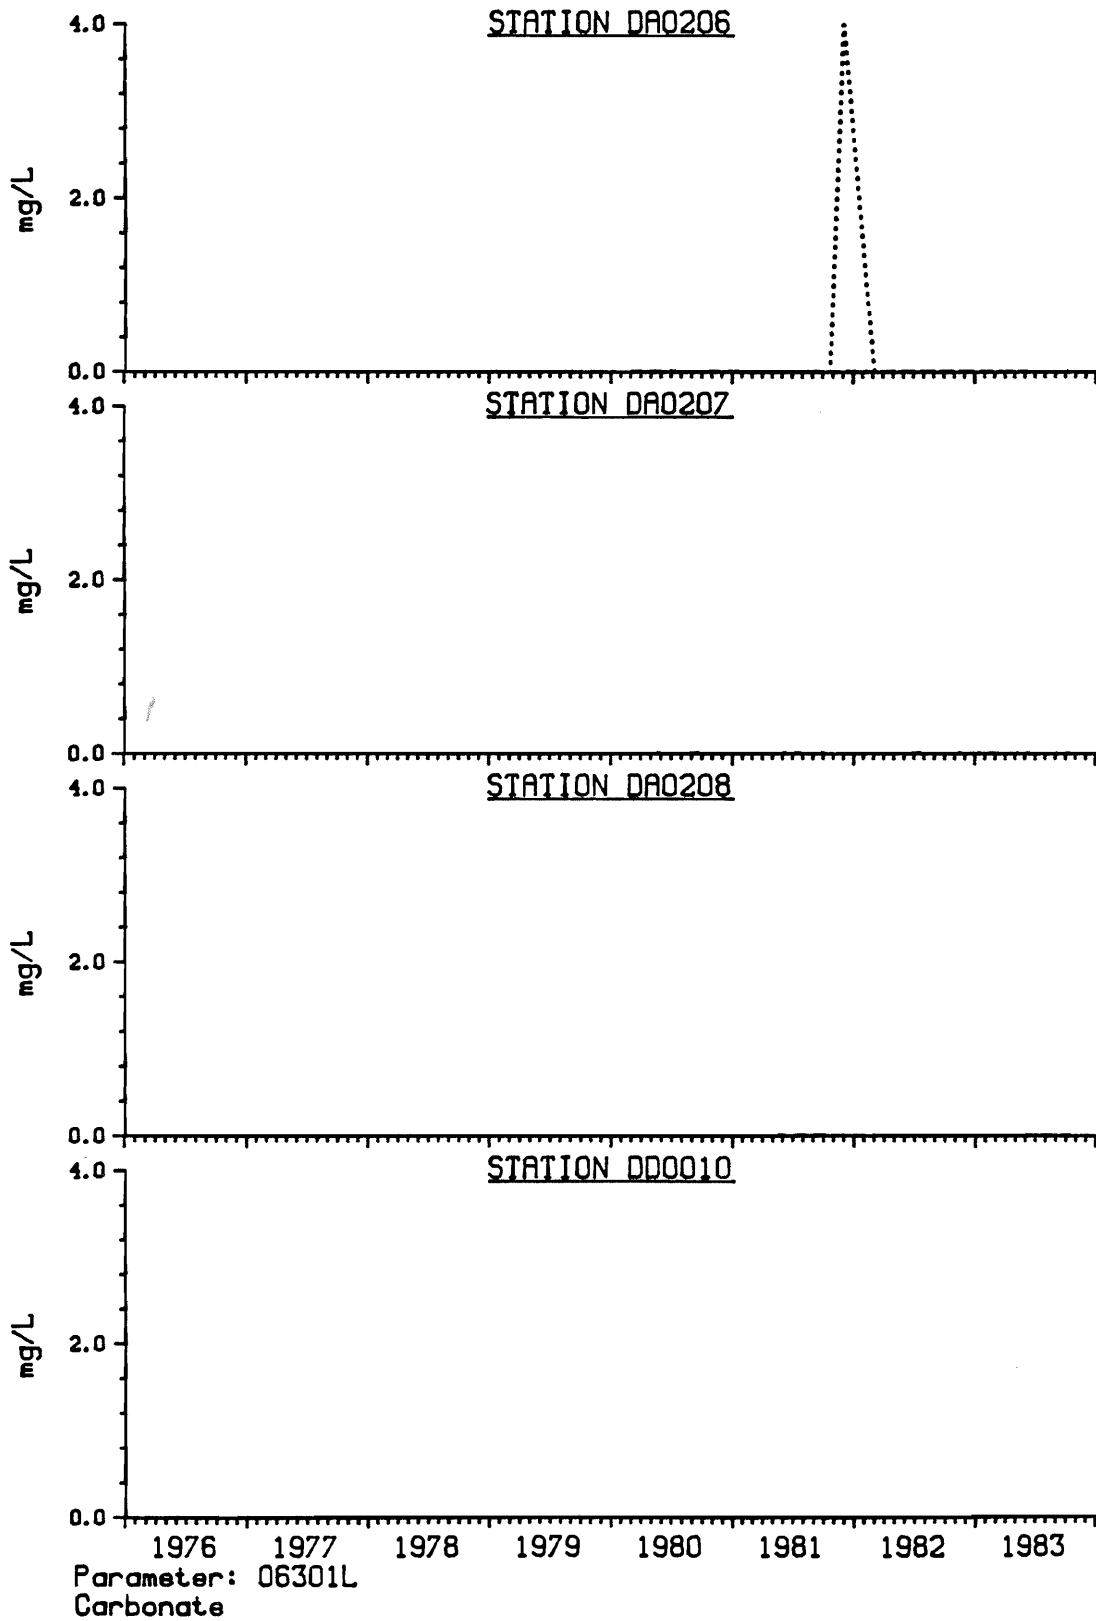 STATION DA0206
4.0
mg/L
2.0
0.0
STATION DA0207
4.0
mg/L
2.0
0.0
STATION DA0208
4.0
mg/L
2.0
0.0
STATION DD0010
4.0
mg/L
2.0
0.0
1976 1977 1978 1979 1980 1981 1982 1983
Parameter: 06301L
Carbonate